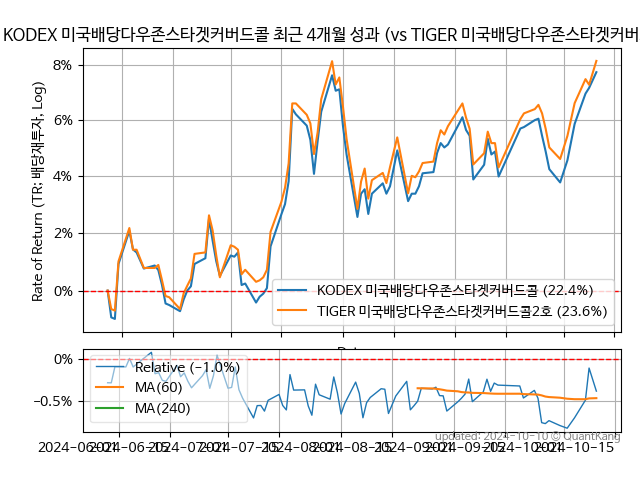 KODEX 미국배당다우존스타겟커버드콜 최근 4개월 성과 (vs TIGER 미국배당다우존스타겟커버
8%
6%
4%
2%
0%
Rate of Return (TR: 배당재투자, Log)
KODEX 미국배당다우존스타겟커버드콜 (22.4%)
TIGER 미국배당다우존스타겟커버드콜2호 (23.6%)
0%
−0.5%
Relative (−1.0%)
MA(60)
MA(240)
updated: 2024-10-10 © QuantKang
2024-06-01
2024-06-15
2024-07-01
2024-07-15
2024-08-01
2024-08-15
2024-09-01
2024-09-15
2024-10-01
2024-10-15